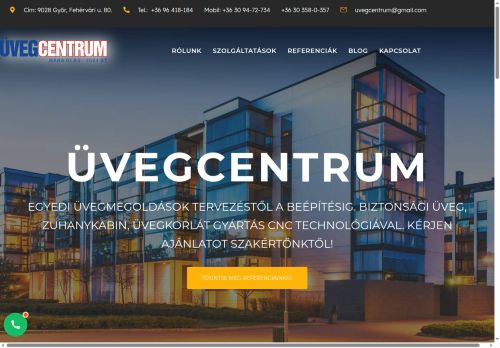 Cím: 9028 Győr, Fehérvári u. 80.
Tel.: +36 96 418-184
Mobil: +36 30 94-72-734
+36 30 358-0-357
uvegcentrum@gmail.com
ÜVEGCENTRUM
RÓLUNK
SZOLGÁLTATÁSOK
REFERENCIÁK
BLOG
KAPCSOLAT
ÜVEGCENTRUM
EGYEDI ÜVEGMEGOLDÁSOK TERVEZÉSTŐL A BEÉPÍTÉSIG. BIZTONSÁGI ÜVEG,
ZUHANYKABIN, ÜVEGKORLÁT GYÁRTÁS CNC TECHNOLÓGIÁVAL. KÉRJEN
AJÁNLATOT SZAKÉRTŐNKTŐL!
TEKINTSE MEG REFERENCIÁINKAT